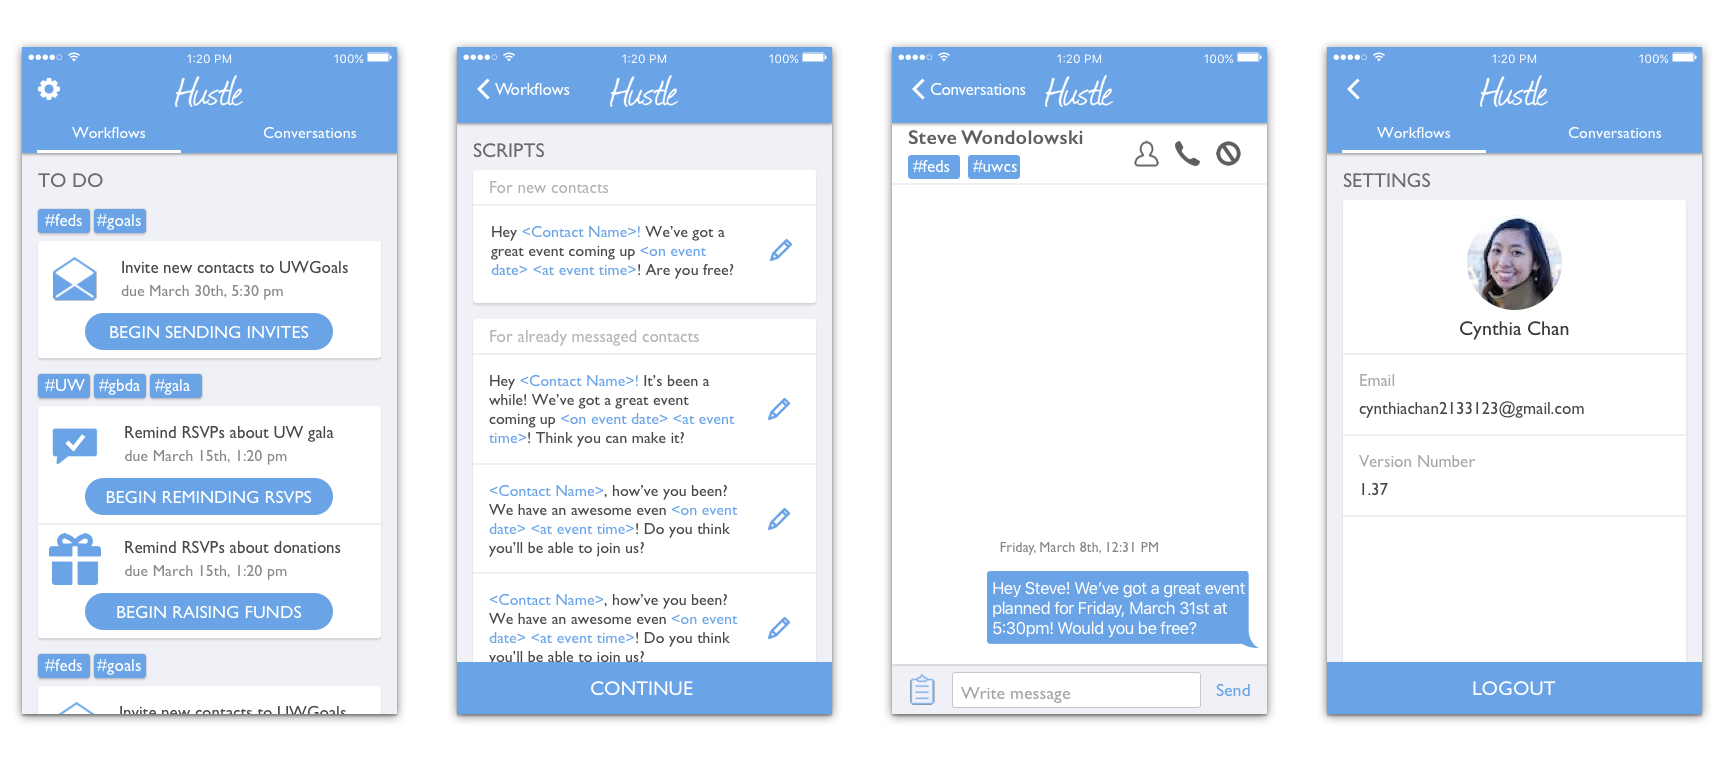 1:20 PM 100%
Hustle
Workflows Conversations
TO DO
#feds #goals
Invite new contacts to UWGoals
due March 30th, 5:30 pm
BEGIN SENDING INVITES
#UW #gbda #gala
Remind RSVPs about UW gala
due March 15th, 1:20 pm
BEGIN REMINDING RSVPS
Remind RSVPs about donations
due March 15th, 1:20 pm
BEGIN RAISING FUNDS
#feds #goals
Invite new contacts to UWGoals
1:20 PM 100%
Workflows Hustle
SCRIPTS
For new contacts
Hey <Contact Name>! We've got a
great event coming up <on event
date> <at event time>! Are you free?
For already messaged contacts
Hey <Contact Name>! It's been a
while! We've got a great event
coming up <on event date> <at event
time>! Think you can make it?
<Contact Name>, how've you been?
We have an awesome even <on event
date> <at event time>! Do you think
you'll be able to join us?
<Contact Name>, how've you been?
We have an awesome even <on event
date> <at event time>! Do you think
you'll be able to join us?
CONTINUE
1:20 PM 100%
Conversations Hustle
Steve Wondolowski
#feds #uwcs
Friday, March 8th, 12:31 PM
Hey Steve! We've got a great event
planned for Friday, March 31st at
5:30pm! Would you be free?
Write message Send
1:20 PM 100%
Hustle
Workflows Conversations
SETTINGS
Cynthia Chan
Email
cynthiachan2133123@gmail.com
Version Number
1.37
LOGOUT